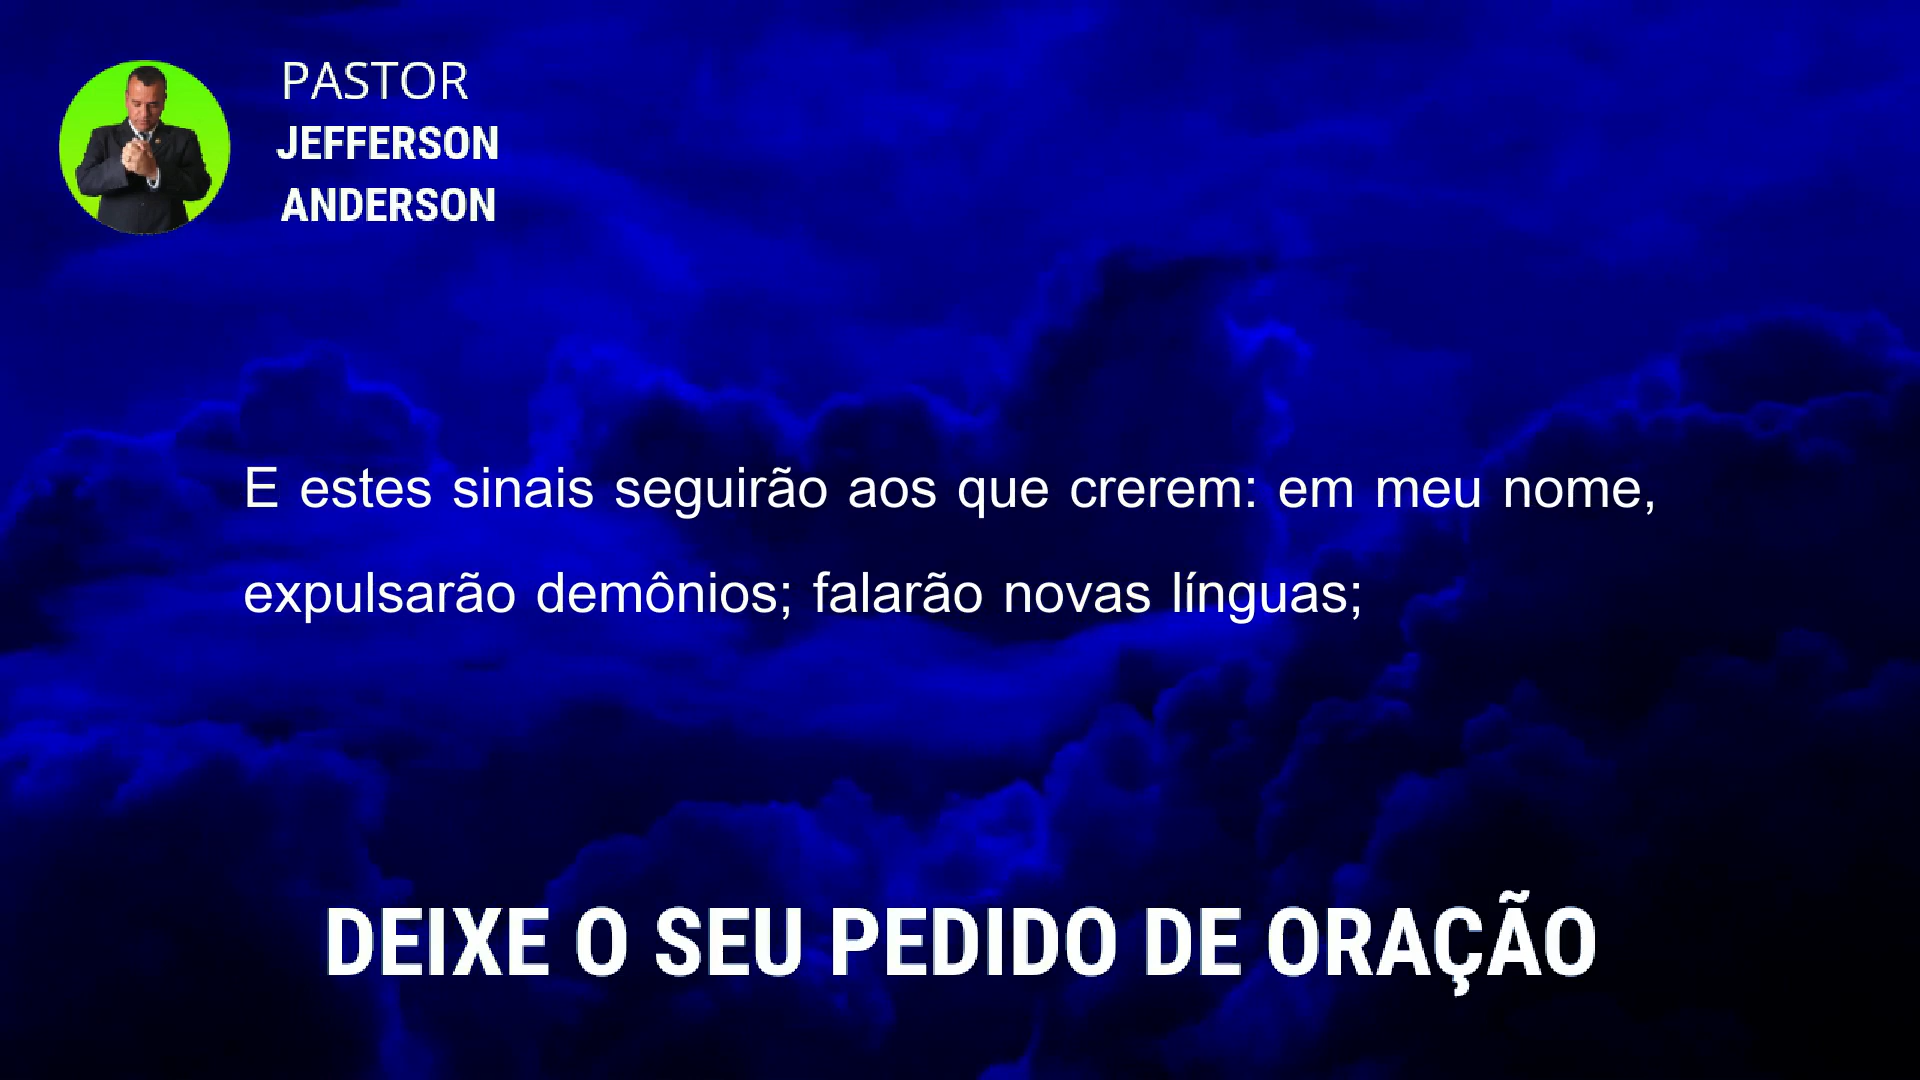 PASTOR
JEFFERSON
ANDERSON
E estes sinais seguirão aos que crerem: em meu nome,
expulsarão demônios; falarão novas línguas;
DEIXE O SEU PEDIDO DE ORAÇÃO